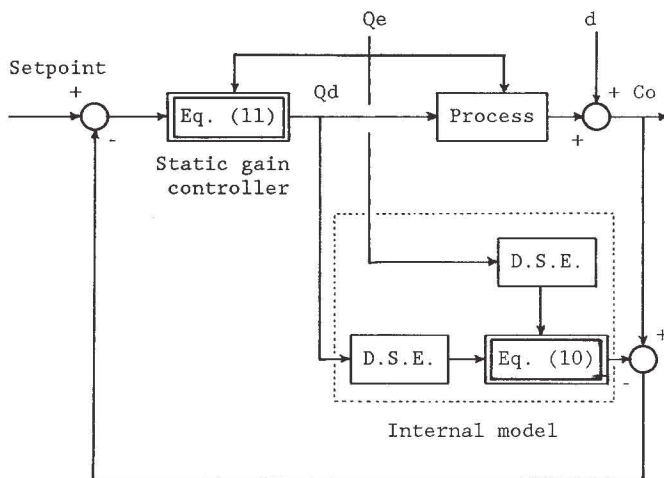 Qe
d
Setpoint
+
-
Eq. (11)
Static gain
controller
Qd
Process
+
+
Co
D.S.E.
D.S.E.
Eq. (10)
+
-
Internal model